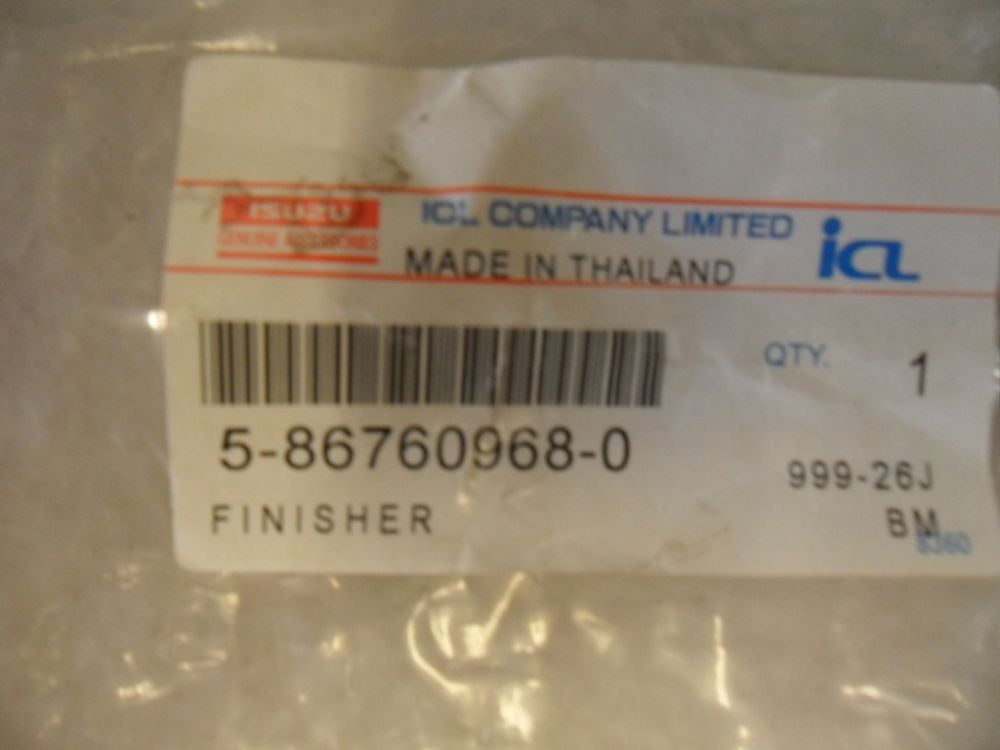 ISUZU
GENUINE ACCESSORIES
ICL COMPANY LIMITED
MADE IN THAILAND
icL
QTY. 1
5-86760968-0
999-26J
FINISHER
BM
8360